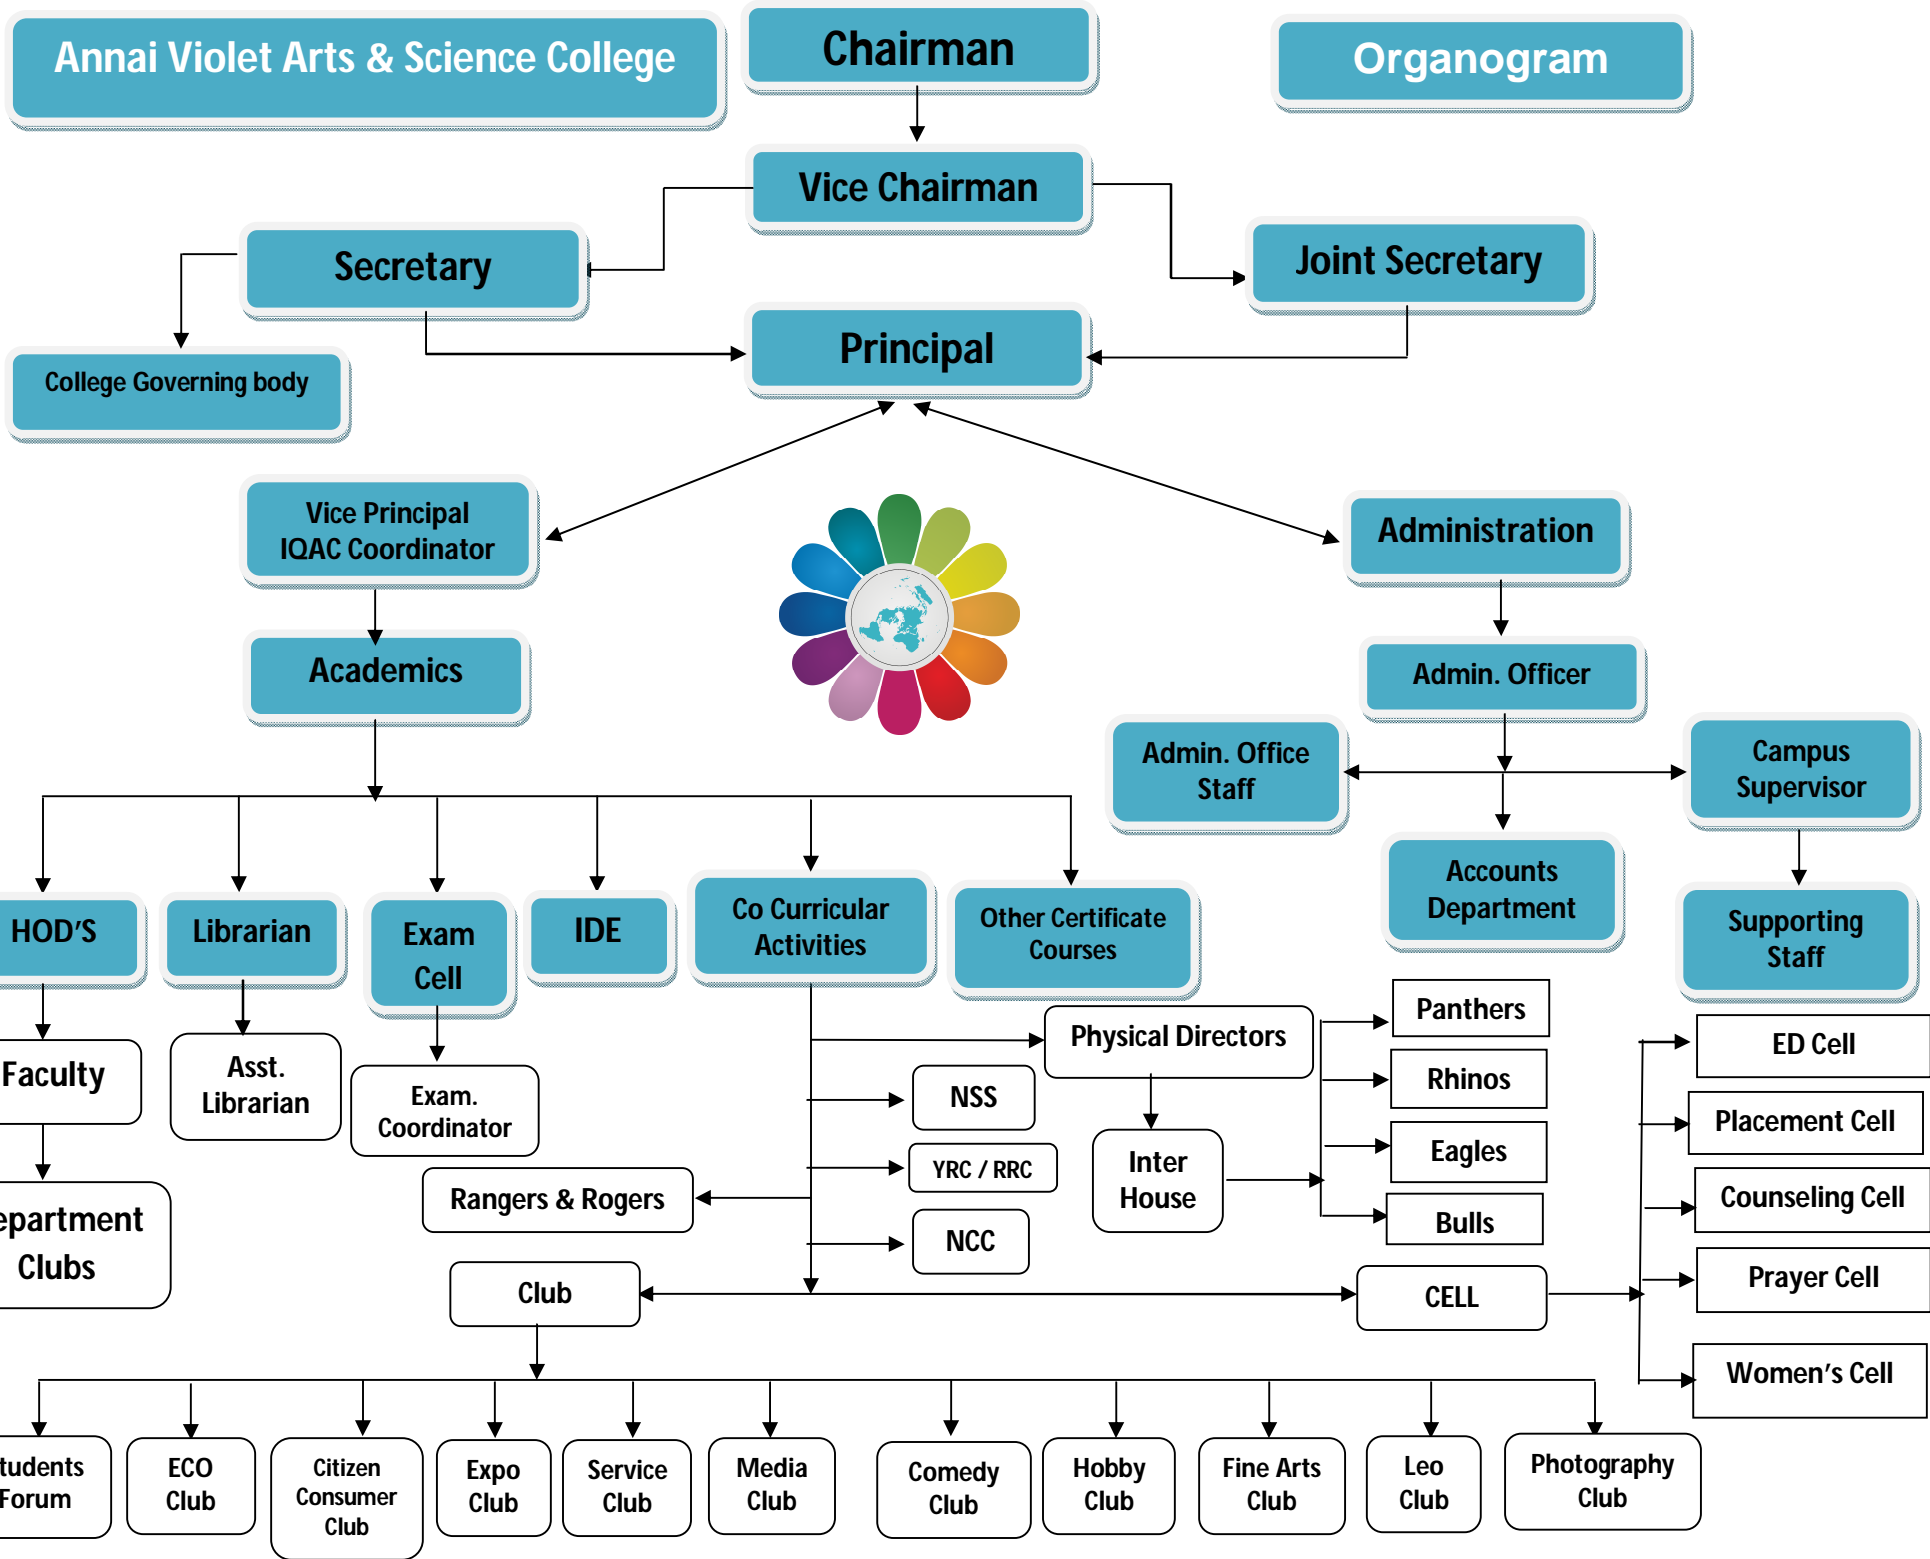 Annai Violet Arts & Science College
Chairman
Organogram
Vice Chairman
Secretary
Joint Secretary
Principal
College Governing body
Vice Principal
IQAC Coordinator
Administration
Academics
Admin. Officer
Admin. Office
Staff
Campus
Supervisor
Accounts
Department
HOD'S
Librarian
Exam
Cell
IDE
Co Curricular
Activities
Other Certificate
Courses
Supporting
Staff
Faculty
Asst.
Librarian
Exam.
Coordinator
Physical Directors
Panthers
ED Cell
NSS
Rhinos
Placement Cell
YRC / RRC
Inter
House
Eagles
Rangers & Rogers
Counseling Cell
epartment
Clubs
NCC
Bulls
Prayer Cell
Club
CELL
Women's Cell
tudents
Forum
ECO
Club
Citizen
Consumer
Club
Expo
Club
Service
Club
Media
Club
Comedy
Club
Hobby
Club
Fine Arts
Club
Leo
Club
Photography
Club